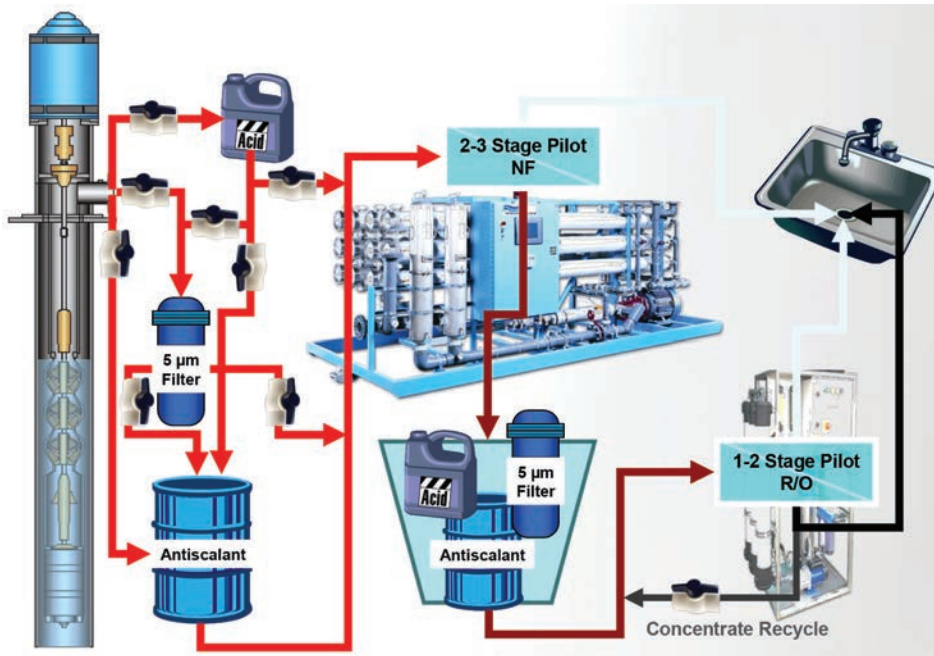 Acid
2-3 Stage Pilot
NF
5 µm
Filter
Antiscalant
Acid
5 µm
Filter
Antiscalant
1-2 Stage Pilot
R/O
Concentrate Recycle